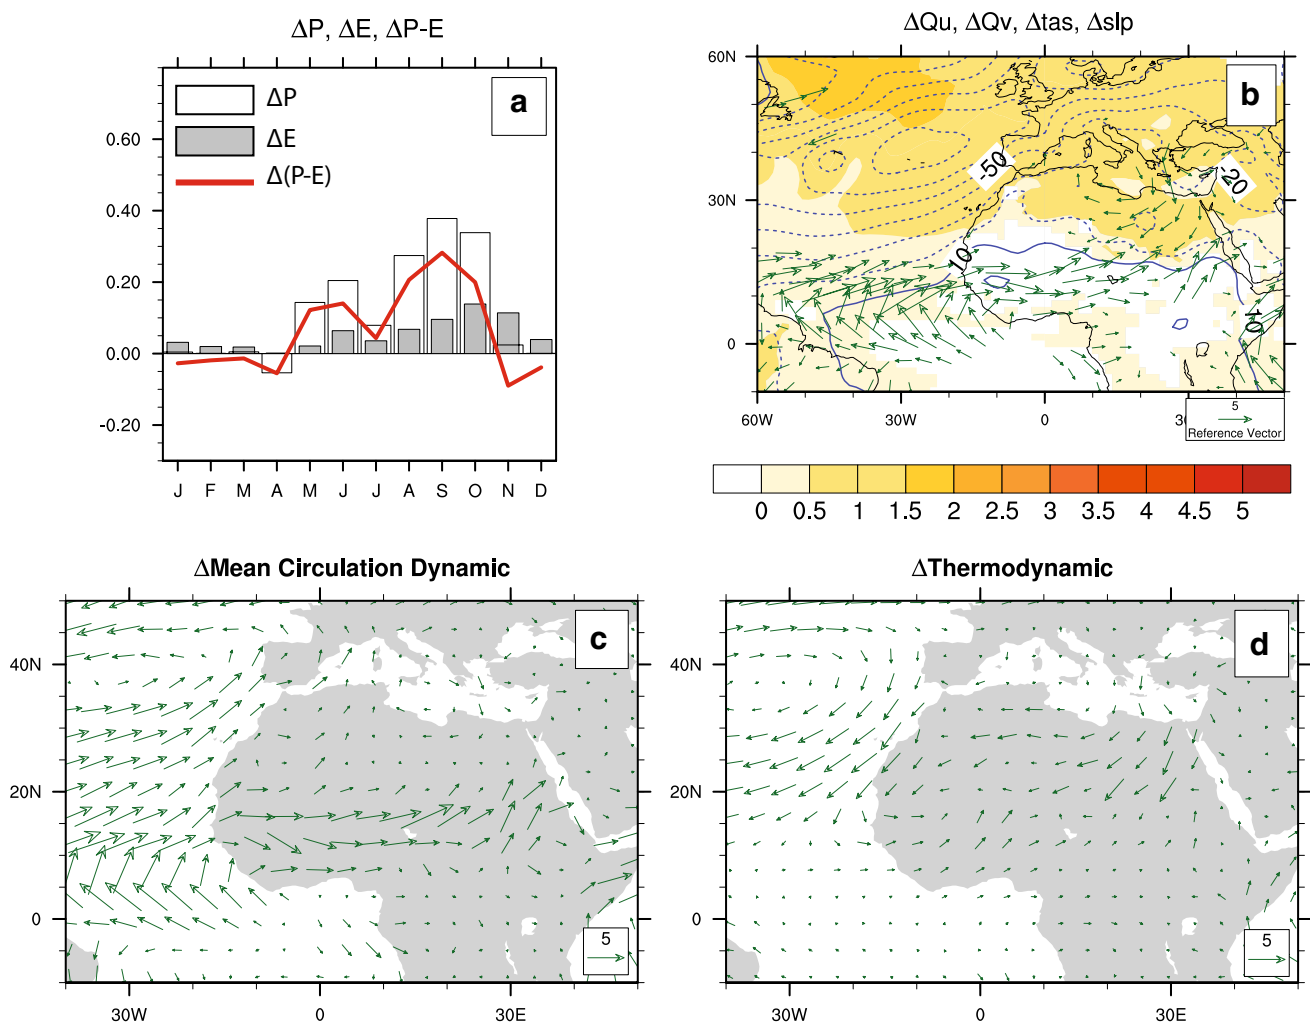 ΔP, ΔE, ΔP-E
a
ΔP
ΔE
Δ(P-E)
0.60
0.40
0.20
0.00
-0.20
J F M A M J J A S O N D
ΔQu, ΔQv, Δtas, Δslp
b
60N
30N
0
-50
-20
10
10
60W 30W 0 30
5
Reference Vector
0 0.5 1 1.5 2 2.5 3 3.5 4 4.5 5
ΔMean Circulation Dynamic
c
40N
20N
0
5
30W 0 30E
ΔThermodynamic
d
40N
20N
0
5
30W 0 30E